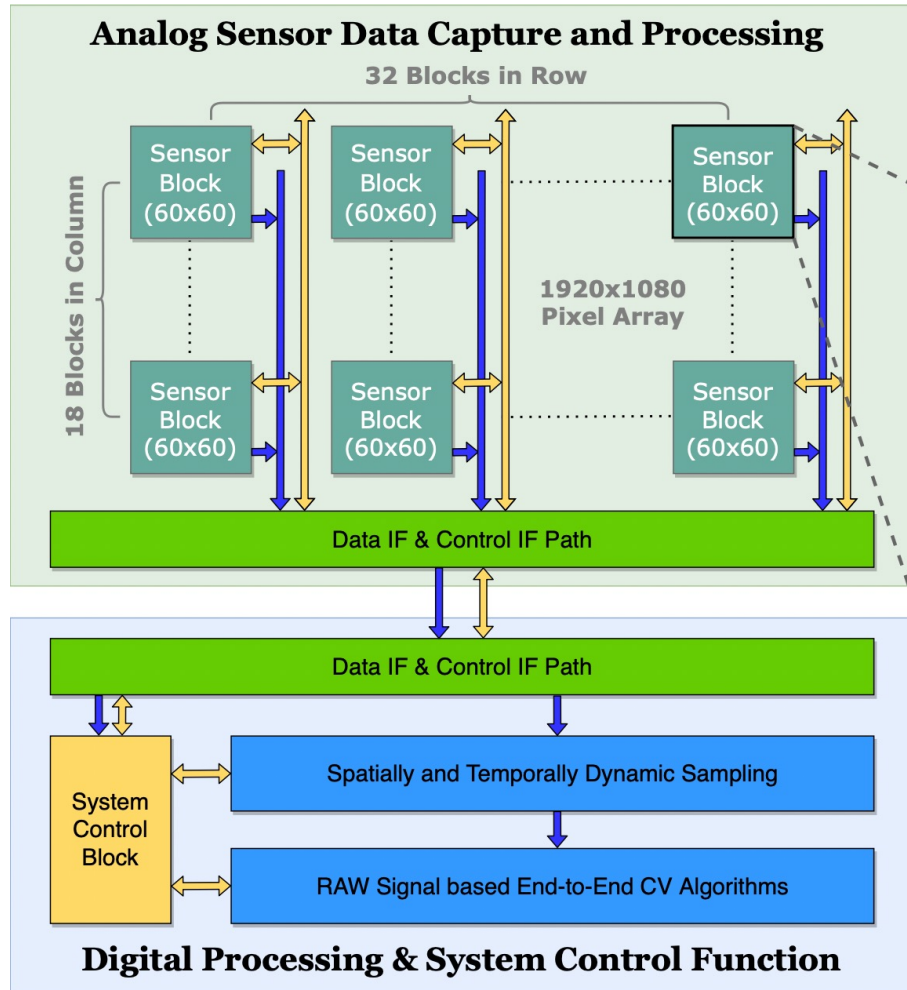 Analog Sensor Data Capture and Processing
32 Blocks in Row
Sensor
Block
(60x60)
Sensor
Block
(60x60)
Sensor
Block
(60x60)
18 Blocks in Column
1920x1080
Pixel Array
Sensor
Block
(60x60)
Sensor
Block
(60x60)
Sensor
Block
(60x60)
Data IF & Control IF Path
Data IF & Control IF Path
System
Control
Block
Spatially and Temporally Dynamic Sampling
RAW Signal based End-to-End CV Algorithms
Digital Processing & System Control Function